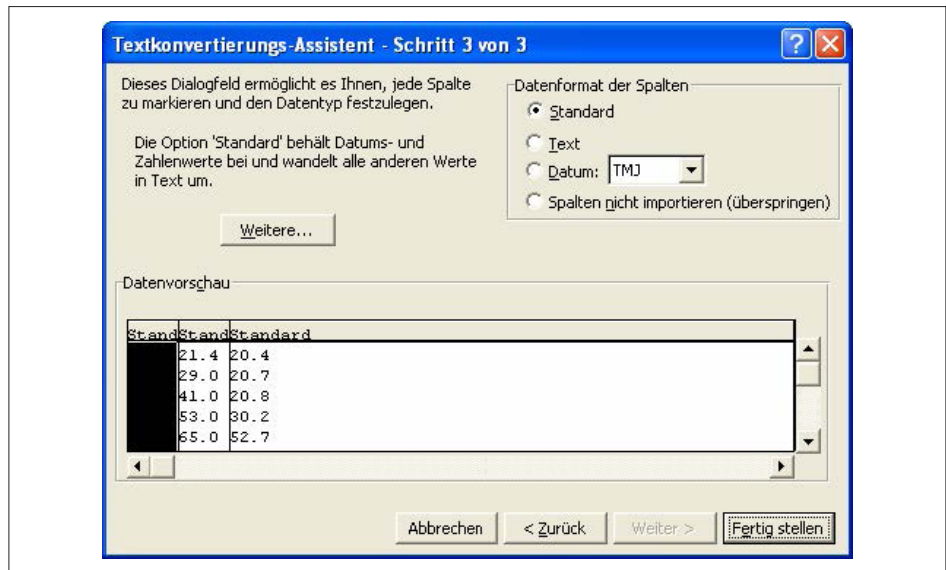 Textkonvertierungs-Assistent - Schritt 3 von 3
Dieses Dialogfeld ermöglicht es Ihnen, jede Spalte
zu markieren und den Datentyp festzulegen.
Die Option 'Standard' behält Datums- und
Zahlenwerte bei und wandelt alle anderen Werte
in Text um.
Weitere...
Datenformat der Spalten
Standard
Text
Datum: TMJ
Spalten nicht importieren (überspringen)
Datenvorschau
StandStandStandard
21.4 20.4
29.0 20.7
41.0 20.8
53.0 30.2
65.0 52.7
Abbrechen < Zurück Weiter > Fertig stellen